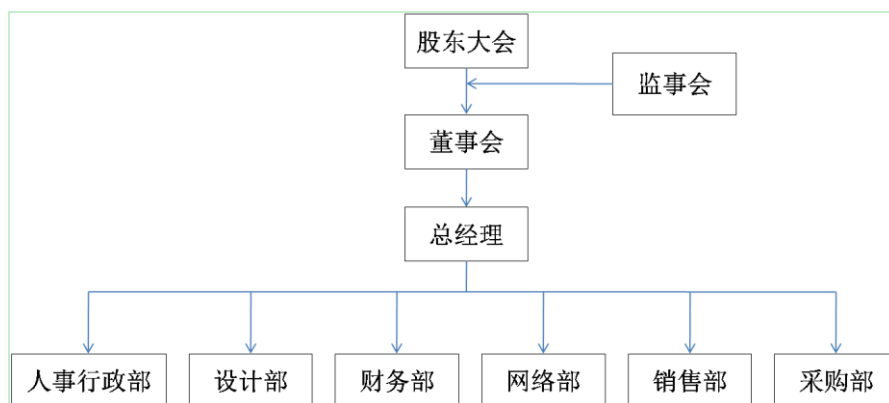 股东大会
监事会
董事会
总经理
人事行政部
设计部
财务部
网络部
销售部
采购部